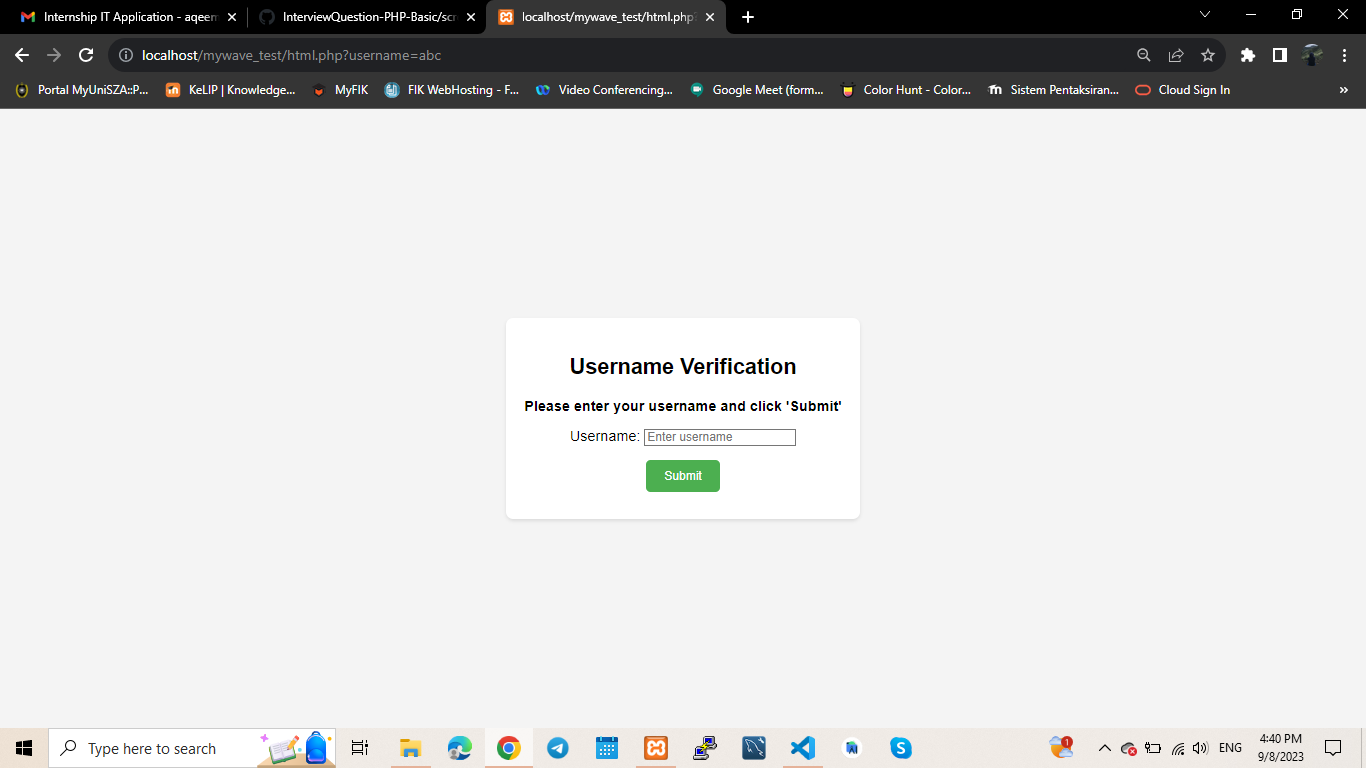 Internship IT Application - aqeem
InterviewQuestion-PHP-Basic/scr
localhost/mywave_test/html.php?
localhost/mywave_test/html.php?username=abc
Portal MyUniSZA::P...
KeLIP | Knowledge...
MyFIK
FIK WebHosting - F...
Video Conferencing...
Google Meet (form...
Color Hunt - Color...
Sistem Pentaksiran...
Cloud Sign In
»
Username Verification
Please enter your username and click 'Submit'
Username: Enter username
Submit
Type here to search
1
ENG
4:40 PM
9/8/2023